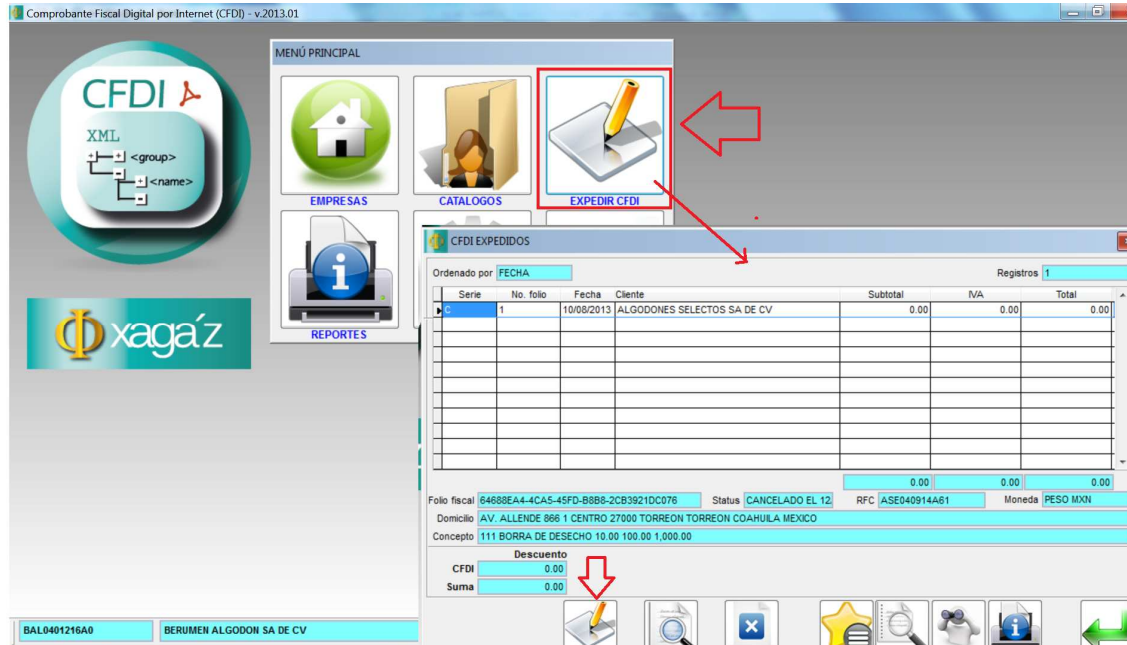 Comprobante Fiscal Digital por Internet (CFDI) - v.2013.01
MENÚ PRINCIPAL
CFDI
XML
<group>
<name>
EMPRESAS
CATALOGOS
EXPEDIR CFDI
xaga´z
REPORTES
CFDI EXPEDIDOS
Ordenado por FECHA Registros 1
Serie No. folio Fecha Cliente Subtotal IVA Total
C 1 10/08/2013 ALGODONES SELECTOS SA DE CV 0.00 0.00 0.00
0.00 0.00 0.00
Folio fiscal 64688EA4-4CA5-45FD-B8B8-2CB3921DC076 Status CANCELADO EL 12 RFC ASE040914A61 Moneda PESO MXN
Domicilio AV. ALLENDE 866 1 CENTRO 27000 TORREON TORREON COAHUILA MEXICO
Concepto 111 BORRA DE DESECHO 10.00 100.00 1,000.00
Descuento
CFDI 0.00
Suma 0.00
BAL0401216A0 BERUMEN ALGODON SA DE CV